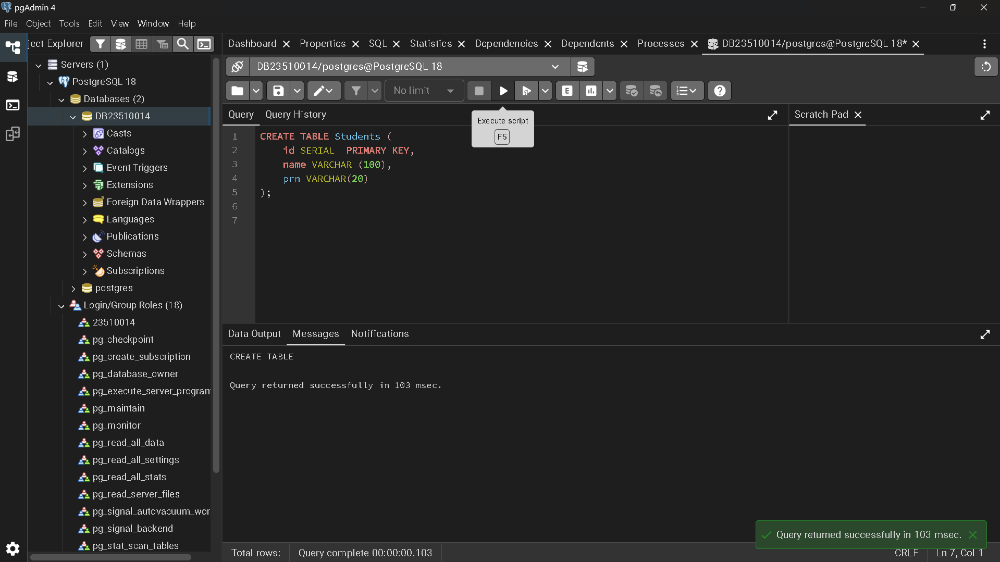 pgAdmin 4
File Object Tools Edit View Window Help
ject Explorer
Dashboard Properties SQL Statistics Dependencies Dependents Processes DB23510014/postgres@PostgreSQL 18*
Servers (1)
PostgreSQL 18
Databases (2)
DB23510014
Casts
Catalogs
Event Triggers
Extensions
Foreign Data Wrappers
Languages
Publications
Schemas
Subscriptions
postgres
Login/Group Roles (18)
23510014
pg_checkpoint
pg_create_subscription
pg_database_owner
pg_execute_server_program
pg_maintain
pg_monitor
pg_read_all_data
pg_read_all_settings
pg_read_all_stats
pg_read_server_files
pg_signal_autovacuum_wor
pg_signal_backend
pg_stat_scan_tables
DB23510014/postgres@PostgreSQL 18
No limit
E
Query Query History
Execute script
F5
Scratch Pad
1 CREATE TABLE Students (
2 id SERIAL  PRIMARY KEY,
3 name VARCHAR (100),
4 prn VARCHAR(20)
5 );
6
7
Data Output Messages Notifications
CREATE TABLE
Query returned successfully in 103 msec.
Query returned successfully in 103 msec.
Total rows: Query complete 00:00:00.103 CRLF Ln 7, Col 1